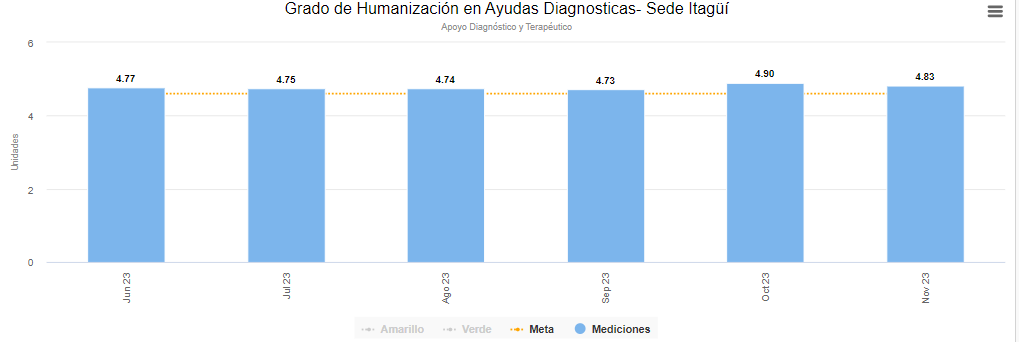 Grado de Humanización en Ayudas Diagnosticas- Sede Itagüí
Apoyo Diagnóstico y Terapéutico
Unidades
6
4
2
0
4.77
4.75
4.74
4.73
4.90
4.83
Jun 23
Jul 23
Ago 23
Sep 23
Oct 23
Nov 23
Amarillo Verde Meta Mediciones